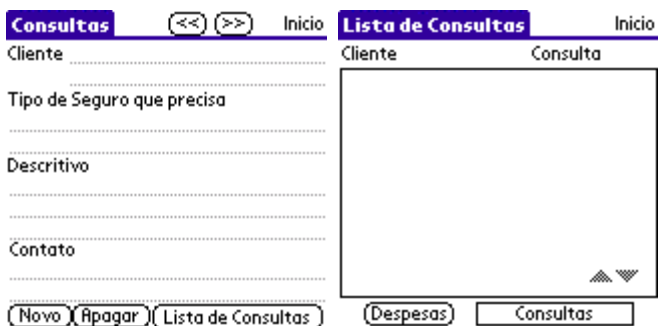 Consultas << >> Inicio
Cliente
Tipo de Seguro que precisa
Descritivo
Contato
Novo Apagar Lista de Consultas
Lista de Consultas Inicio
Cliente Consulta
Despesas Consultas